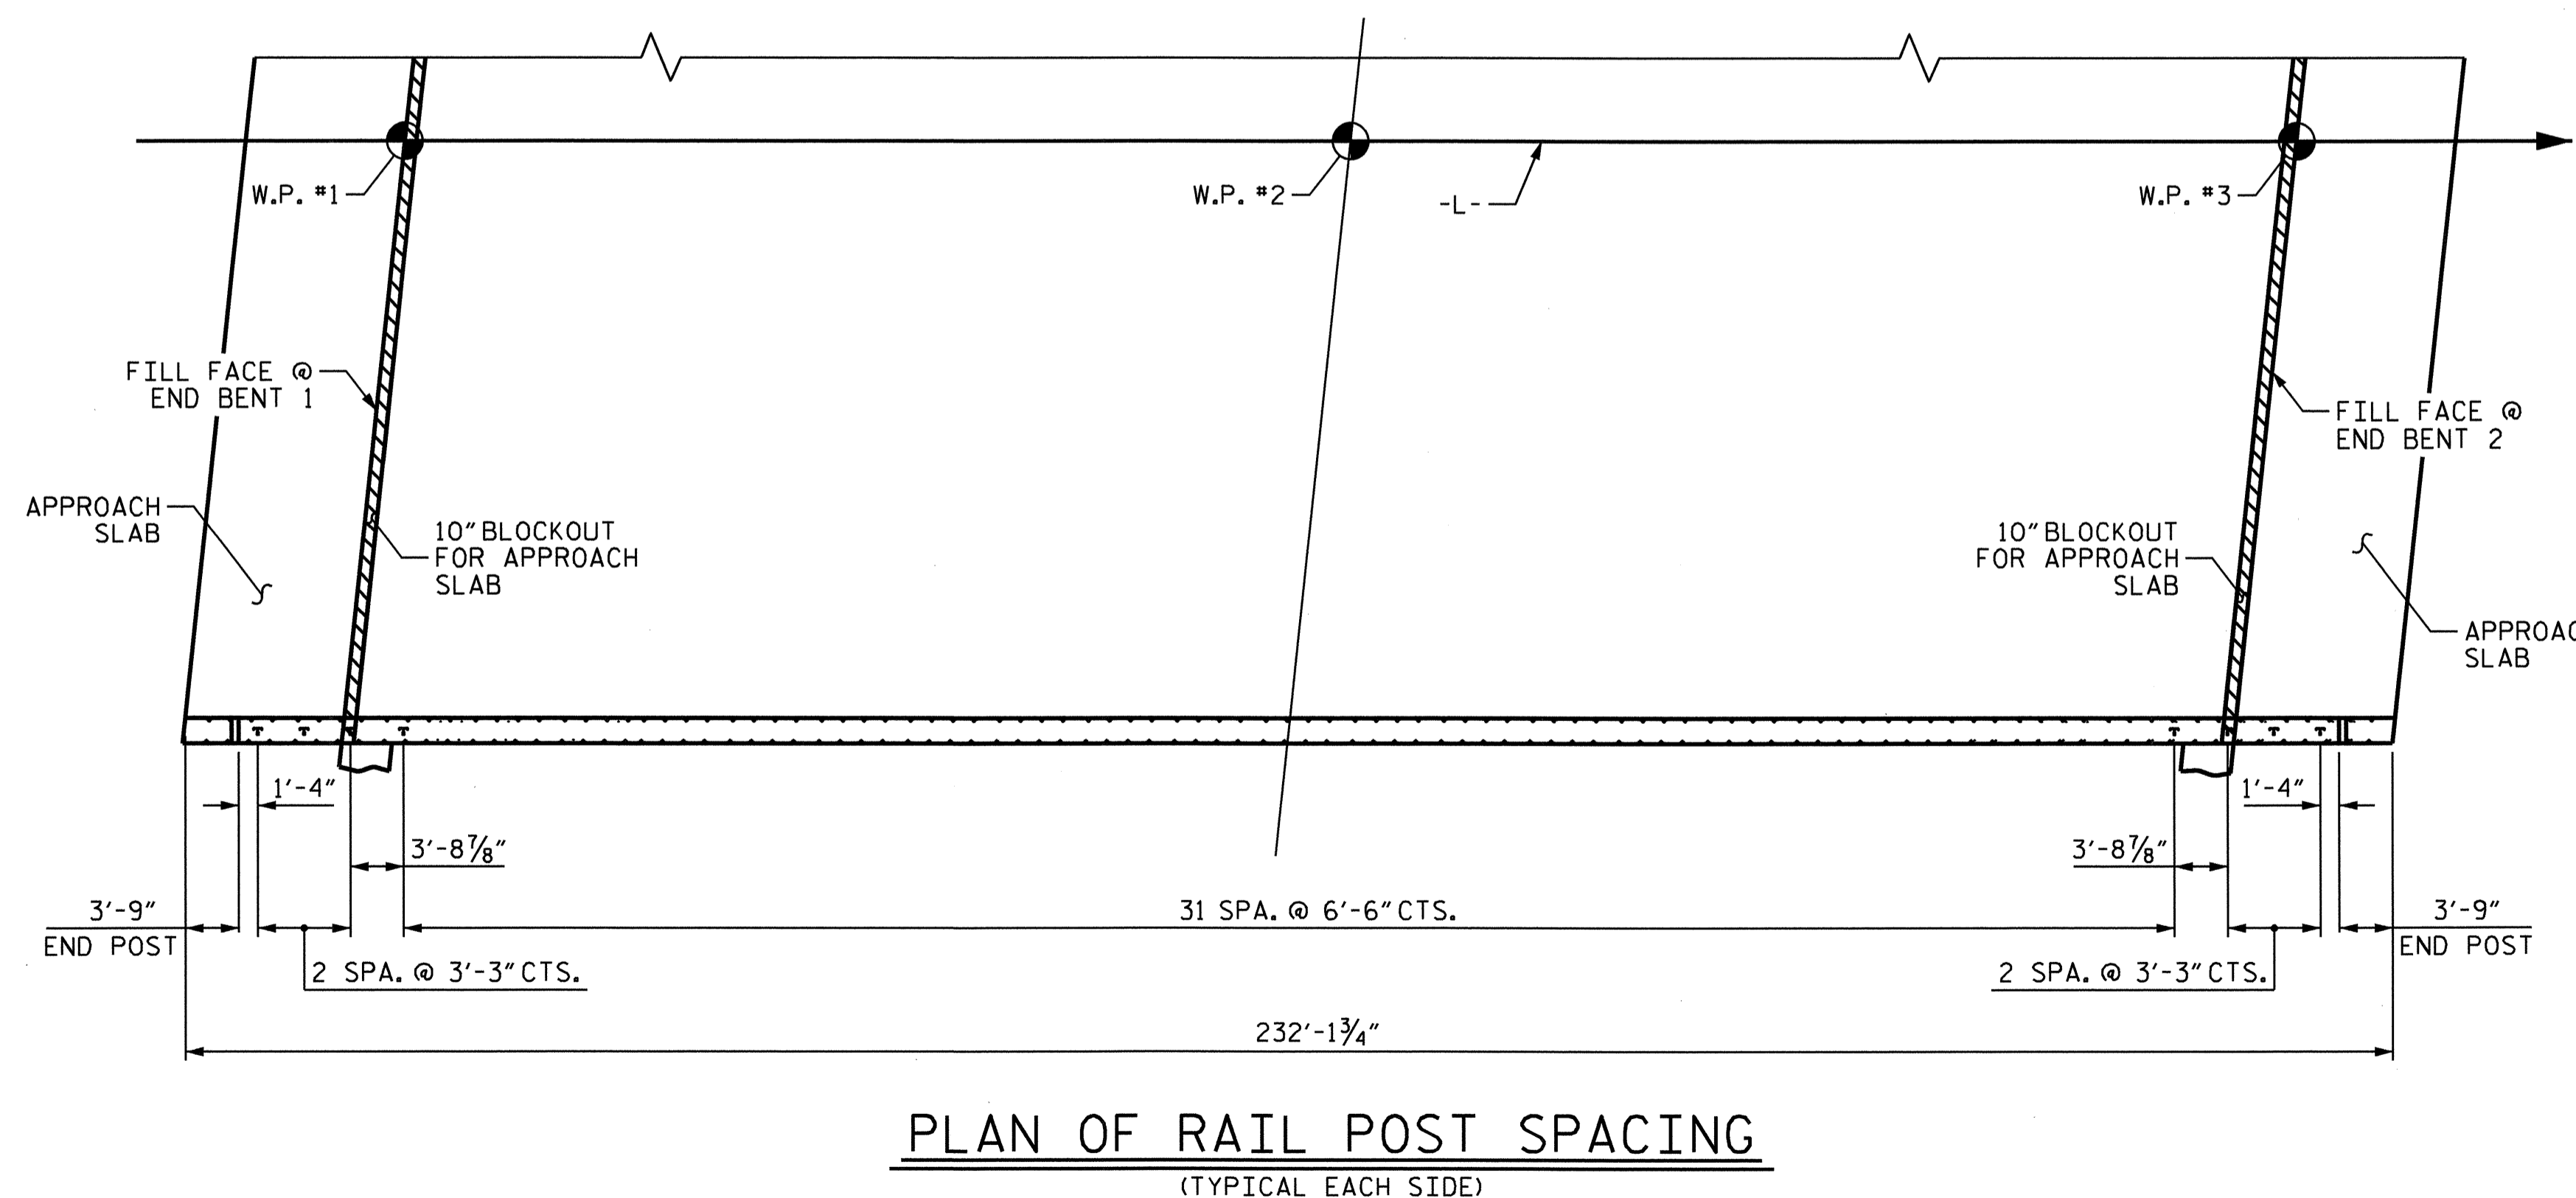 W.P. #1
W.P. #2
-L-
W.P. #3
FILL FACE @
END BENT 1
FILL FACE @
END BENT 2
APPROACH
SLAB
10" BLOCKOUT
FOR APPROACH
SLAB
10" BLOCKOUT
FOR APPROACH
SLAB
APPROAC
SLAB
1'-4"
1'-4"
3'-8⅞"
3'-8⅞"
3'-9"
END POST
31 SPA. @ 6'-6" CTS.
3'-9"
END POST
2 SPA. @ 3'-3" CTS.
2 SPA. @ 3'-3" CTS.
232'-1¾"
PLAN OF RAIL POST SPACING
(TYPICAL EACH SIDE)